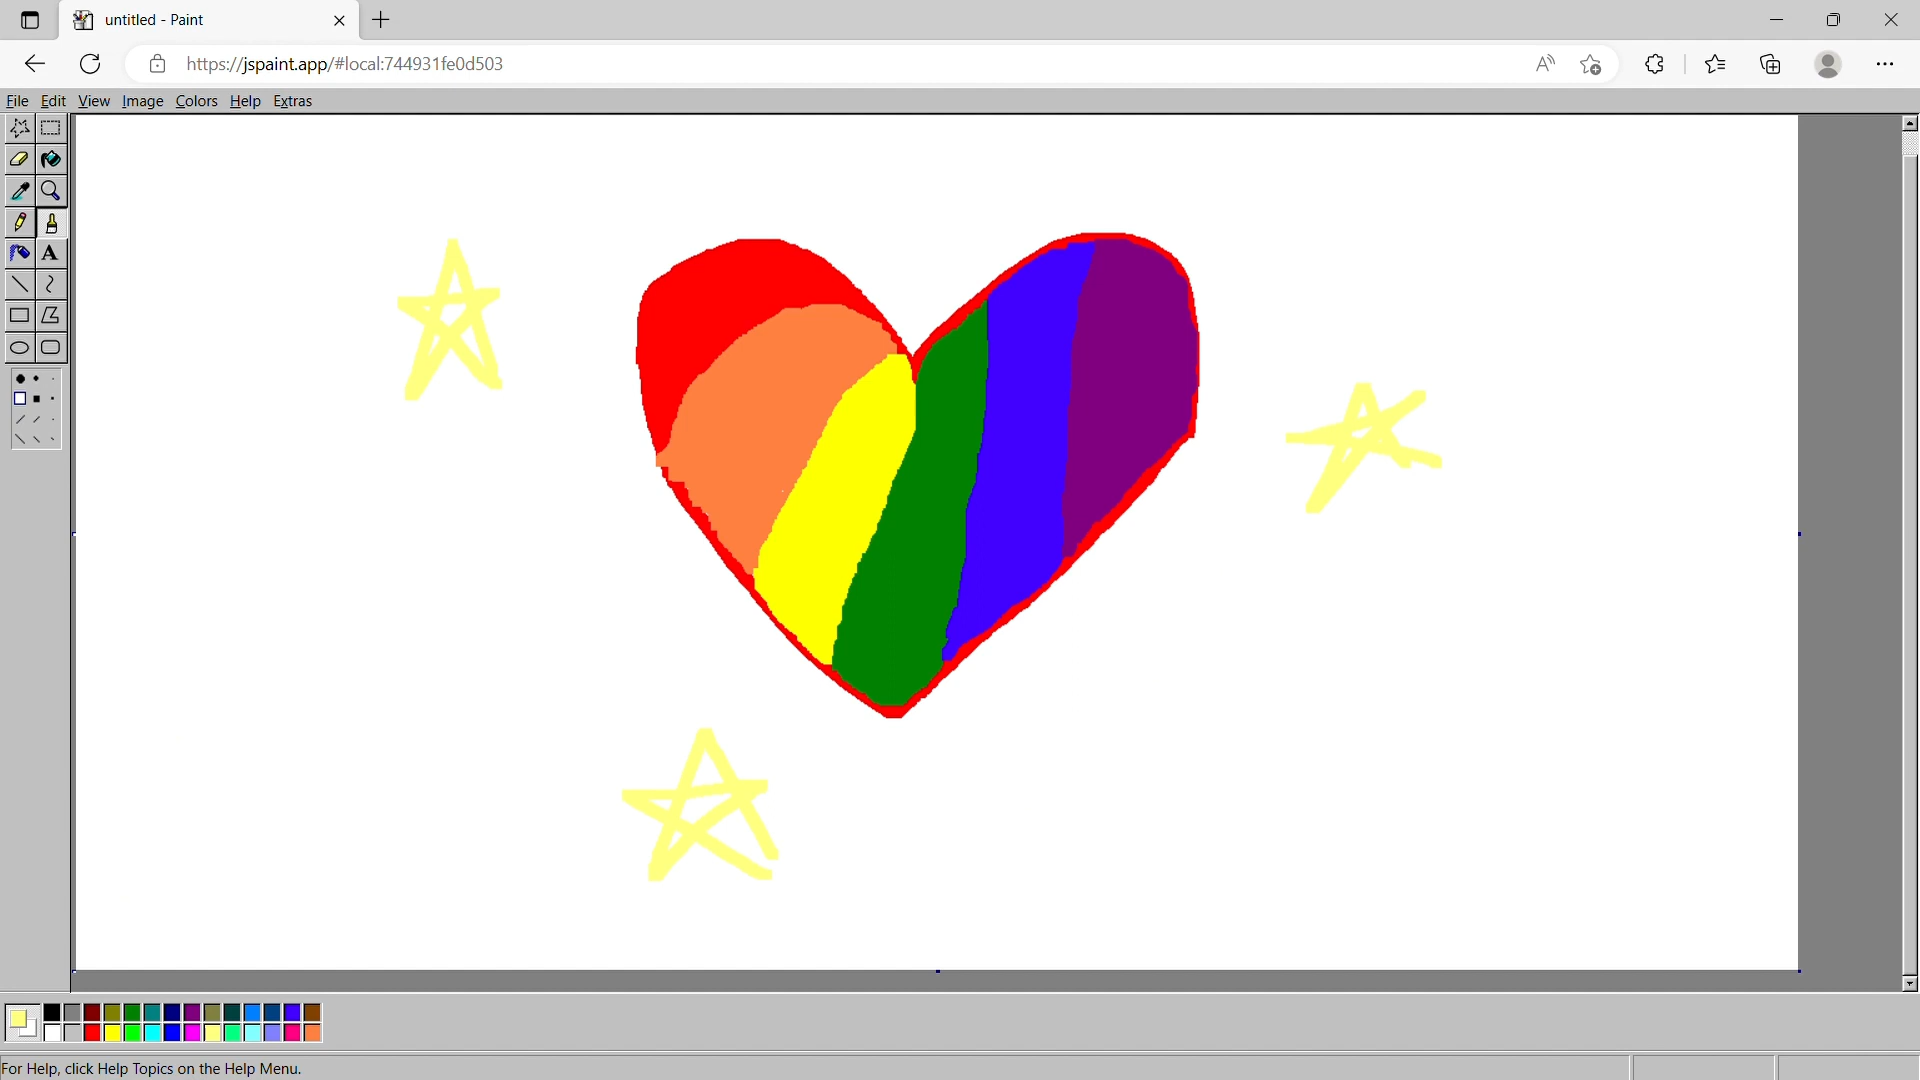 untitled - Paint
https://jspaint.app/#local:744931fe0d503
File Edit View Image Colors Help Extras
A
For Help, click Help Topics on the Help Menu.